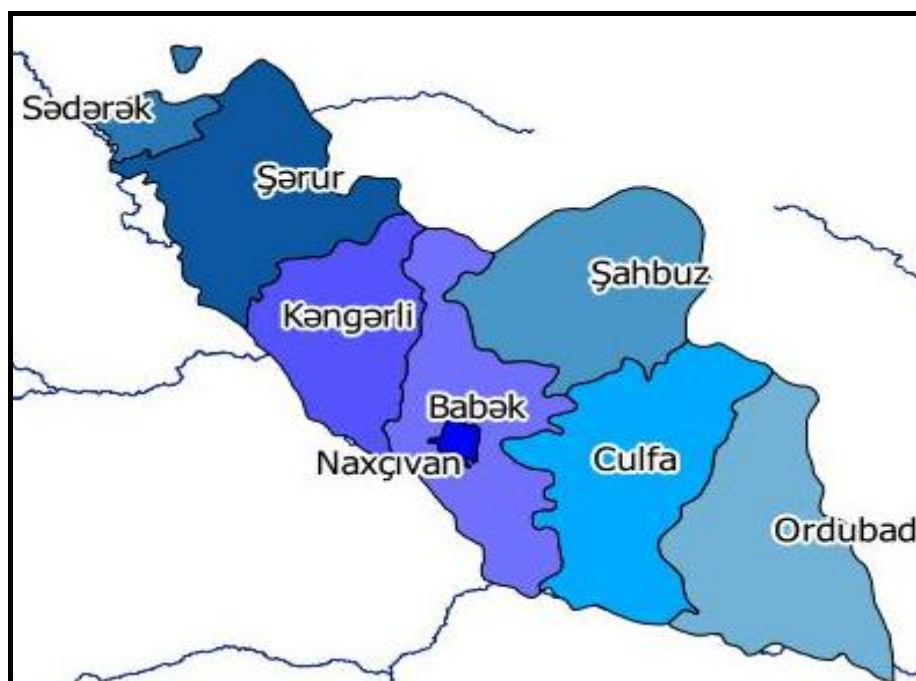 Sədərək
Şərur
Şahbuz
Kəngərli
Babək
Naxçıvan
Culfa
Ordubad